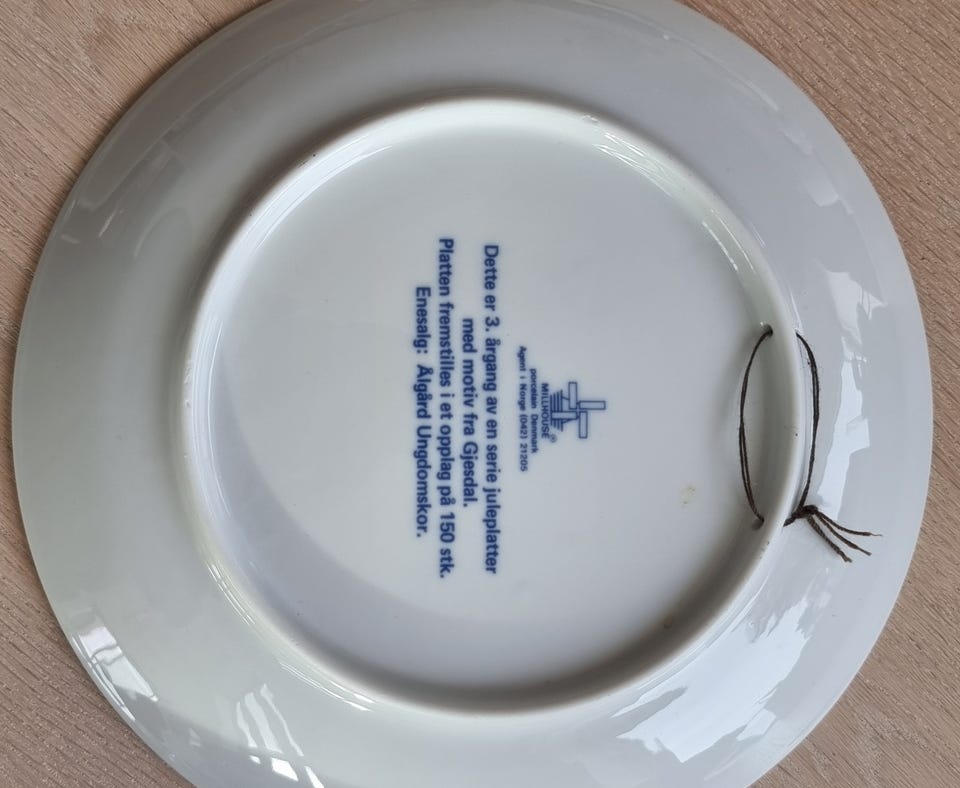 MILLHOUSE®
porcelain Denmark
Agent i Norge (042) 21205
Dette er 3. årgang av en serie juleplatter
med motiv fra Gjesdal.
Platten fremstilles i et opplag på 150 stk.
Enesalg: Ålgård Ungdomskor.